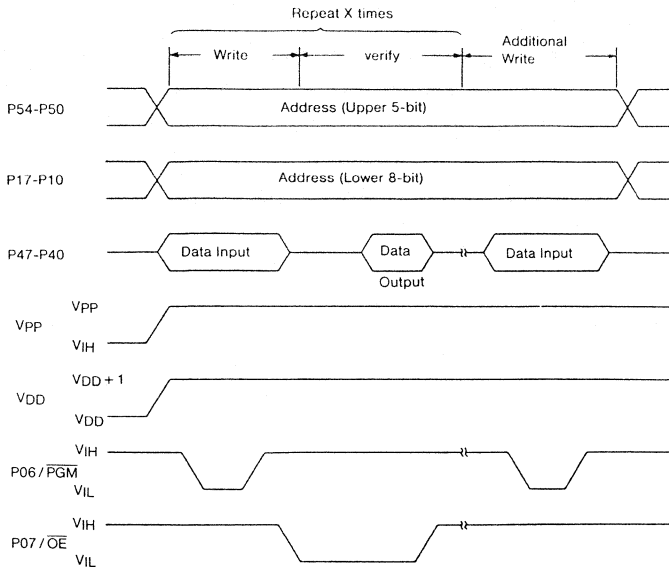 Repeat X times
Write
verify
Additional
Write
P54-P50
Address (Upper 5-bit)
P17-P10
Address (Lower 8-bit)
P47-P40
Data Input
Data
Output
Data Input
VPP
VPP
VIH
VDD
VDD + 1
VDD
P06/PGM
VIH
VIL
P07/OE
VIH
VIL